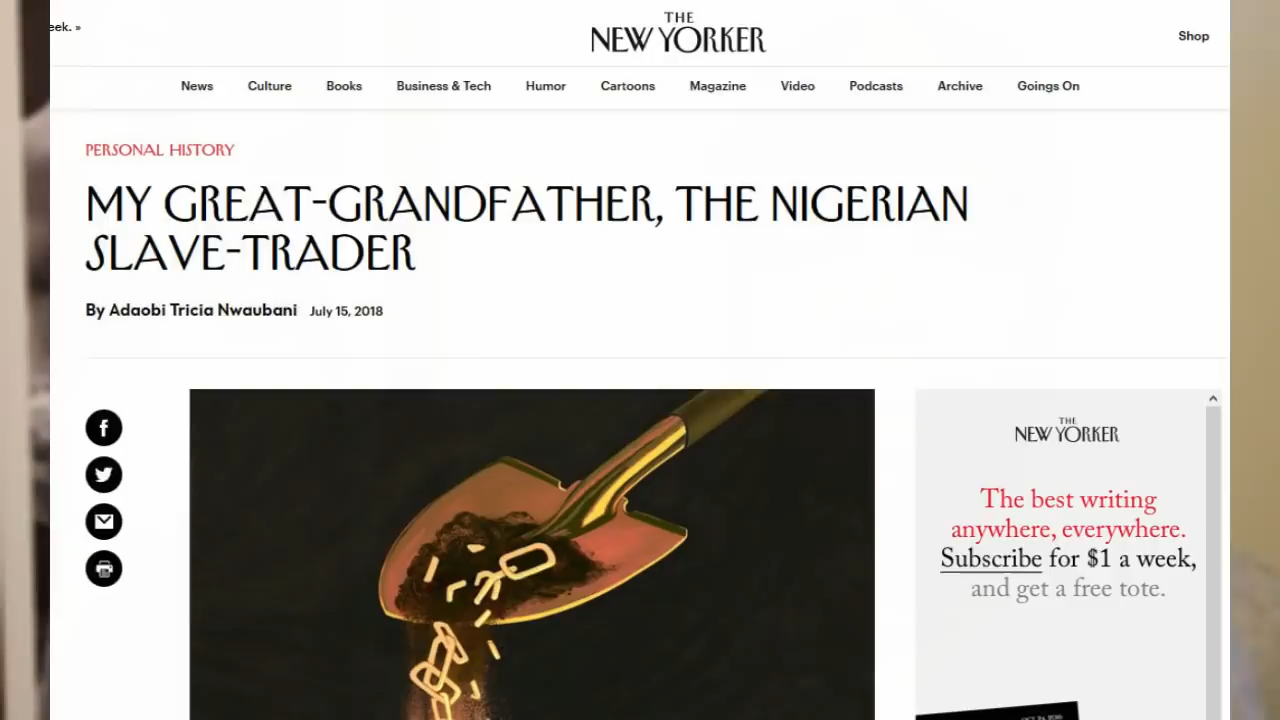 eek. »
THE
NEW YORKER
Shop
News Culture Books Business & Tech Humor Cartoons Magazine Video Podcasts Archive Goings On
PERSONAL HISTORY
MY GREAT-GRANDFATHER, THE NIGERIAN
SLAVE-TRADER
By Adaobi Tricia Nwaubani July 15, 2018
THE
NEW YORKER
The best writing
anywhere, everywhere.
Subscribe for $1 a week,
and get a free tote.